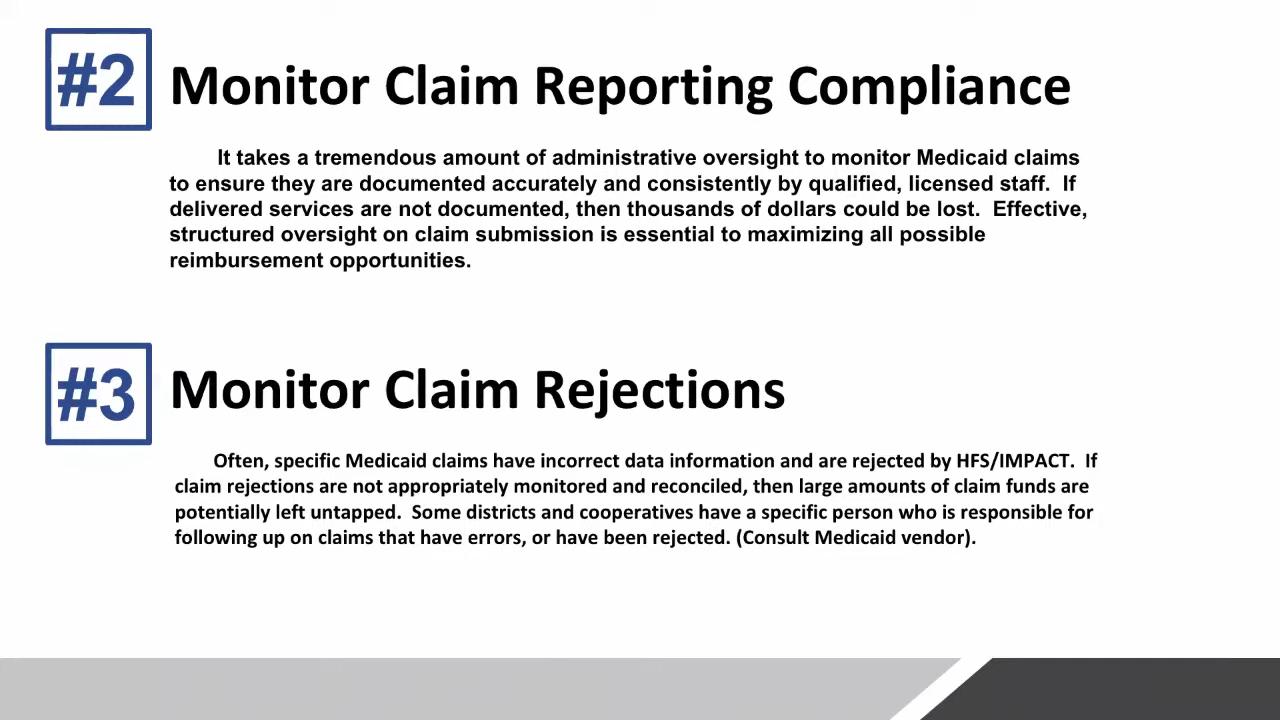 #2
Monitor Claim Reporting Compliance
It takes a tremendous amount of administrative oversight to monitor Medicaid claims
to ensure they are documented accurately and consistently by qualified, licensed staff.  If
delivered services are not documented, then thousands of dollars could be lost.  Effective,
structured oversight on claim submission is essential to maximizing all possible
reimbursement opportunities.
#3
Monitor Claim Rejections
Often, specific Medicaid claims have incorrect data information and are rejected by HFS/IMPACT.  If
claim rejections are not appropriately monitored and reconciled, then large amounts of claim funds are
potentially left untapped.  Some districts and cooperatives have a specific person who is responsible for
following up on claims that have errors, or have been rejected. (Consult Medicaid vendor).